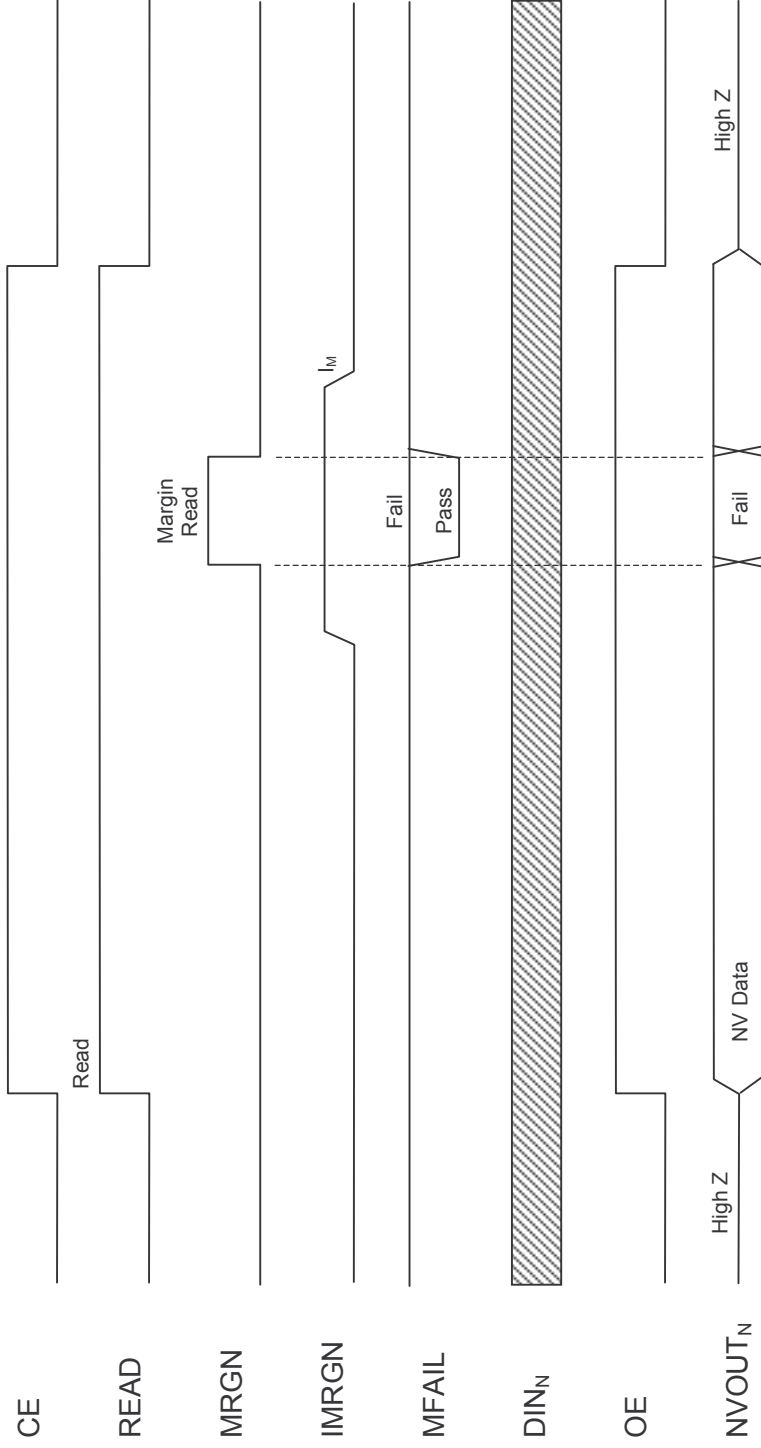 CE
READ
Read
MRGN
Margin
Read
IMRGN
I_M
MFAIL
Fail
Pass
DIN_N
OE
NVOUT_N
High Z
NV Data
Fail
High Z